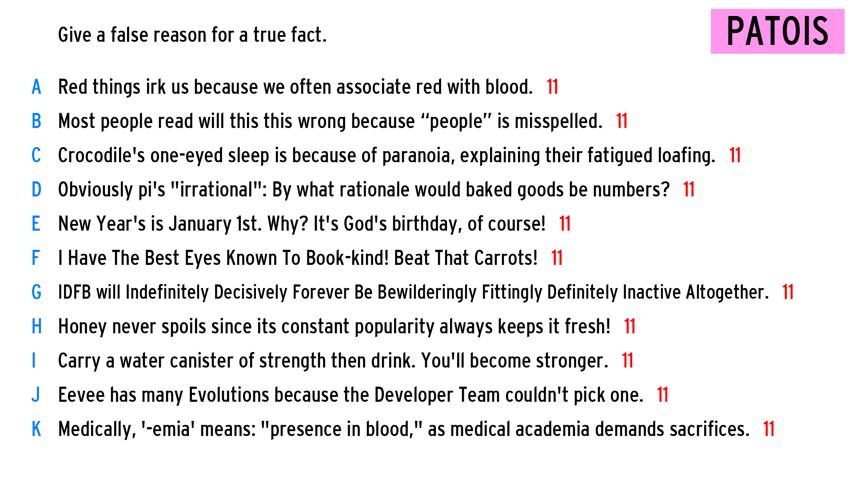 Give a false reason for a true fact.
PATOIS
A Red things irk us because we often associate red with blood. 11
B Most people read will this this wrong because “people” is misspelled. 11
C Crocodile's one-eyed sleep is because of paranoia, explaining their fatigued loafing. 11
D Obviously pi's "irrational": By what rationale would baked goods be numbers? 11
E New Year's is January 1st. Why? It's God's birthday, of course! 11
F I Have The Best Eyes Known To Book-kind! Beat That Carrots! 11
G IDFB will Indefinitely Decisively Forever Be Bewilderingly Fittingly Definitely Inactive Altogether. 11
H Honey never spoils since its constant popularity always keeps it fresh! 11
I Carry a water canister of strength then drink. You'll become stronger. 11
J Eevee has many Evolutions because the Developer Team couldn't pick one. 11
K Medically, '-emia' means: "presence in blood," as medical academia demands sacrifices. 11